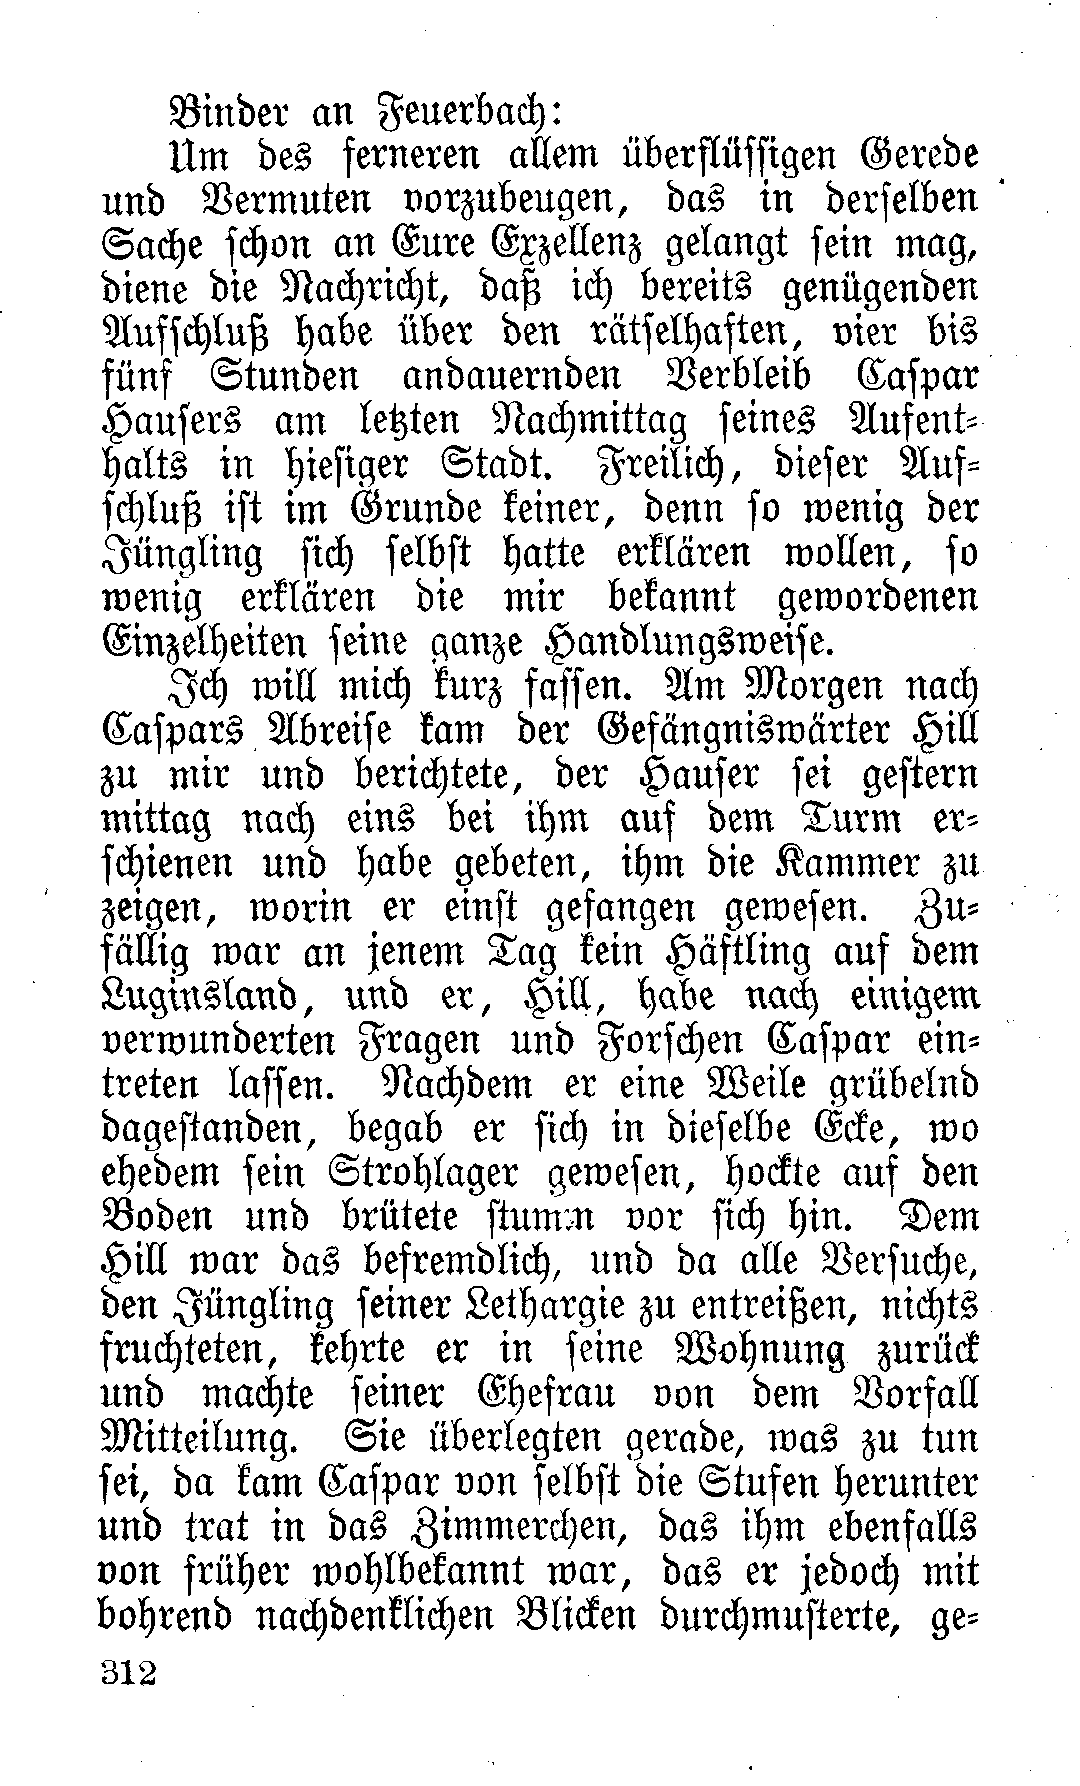 Binder an Feuerbach:
Um des ferneren allem überflüssigen Gerede
und Vermuten vorzubeugen, das in derselben
Sache schon an Eure Exzellenz gelangt sein mag,
diene die Nachricht, daß ich bereits genügenden
Aufschluß habe über den rätselhaften, vier bis
fünf Stunden andauernden Verbleib Caspar
Hausers am letzten Nachmittag seines Aufent-
halts in hiesiger Stadt. Freilich, dieser Auf-
schluß ist im Grunde keiner, denn so wenig der
Jüngling sich selbst hatte erklären wollen, so
wenig erklären die mir bekannt gewordenen
Einzelheiten seine ganze Handlungsweise.
Ich will mich kurz fassen. Am Morgen nach
Caspars Abreise kam der Gefängniswärter Hill
zu mir und berichtete, der Hauser sei gestern
mittag nach eins bei ihm auf dem Turm er-
schienen und habe gebeten, ihm die Kammer zu
zeigen, worin er einst gefangen gewesen. Zu-
fällig war an jenem Tag kein Häftling auf dem
Luginsland, und er, Hill, habe nach einigem
verwunderten Fragen und Forschen Caspar ein-
treten lassen. Nachdem er eine Weile grübelnd
dagestanden, begab er sich in dieselbe Ecke, wo
ehedem sein Strohlager gewesen, hockte auf den
Boden und brütete stumm vor sich hin. Dem
Hill war das befremdlich, und da alle Versuche,
den Jüngling seiner Lethargie zu entreißen, nichts
fruchteten, kehrte er in seine Wohnung zurück
und machte seiner Ehefrau von dem Vorfall
Mitteilung. Sie überlegten gerade, was zu tun
sei, da kam Caspar von selbst die Stufen herunter
und trat in das Zimmerchen, das ihm ebenfalls
von früher wohlbekannt war, das er jedoch mit
bohrend nachdenklichen Blicken durchmusterte, ge-
312